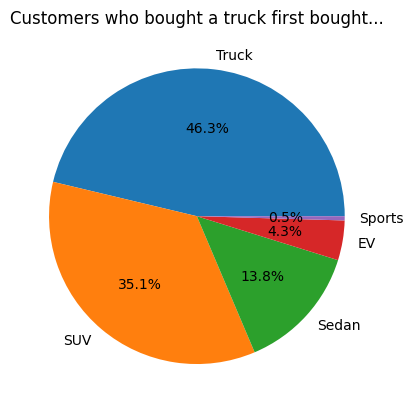 Customers who bought a truck first bought...
Truck
46.3%
Sports
0.5%
4.3%
EV
13.8%
35.1%
Sedan
SUV